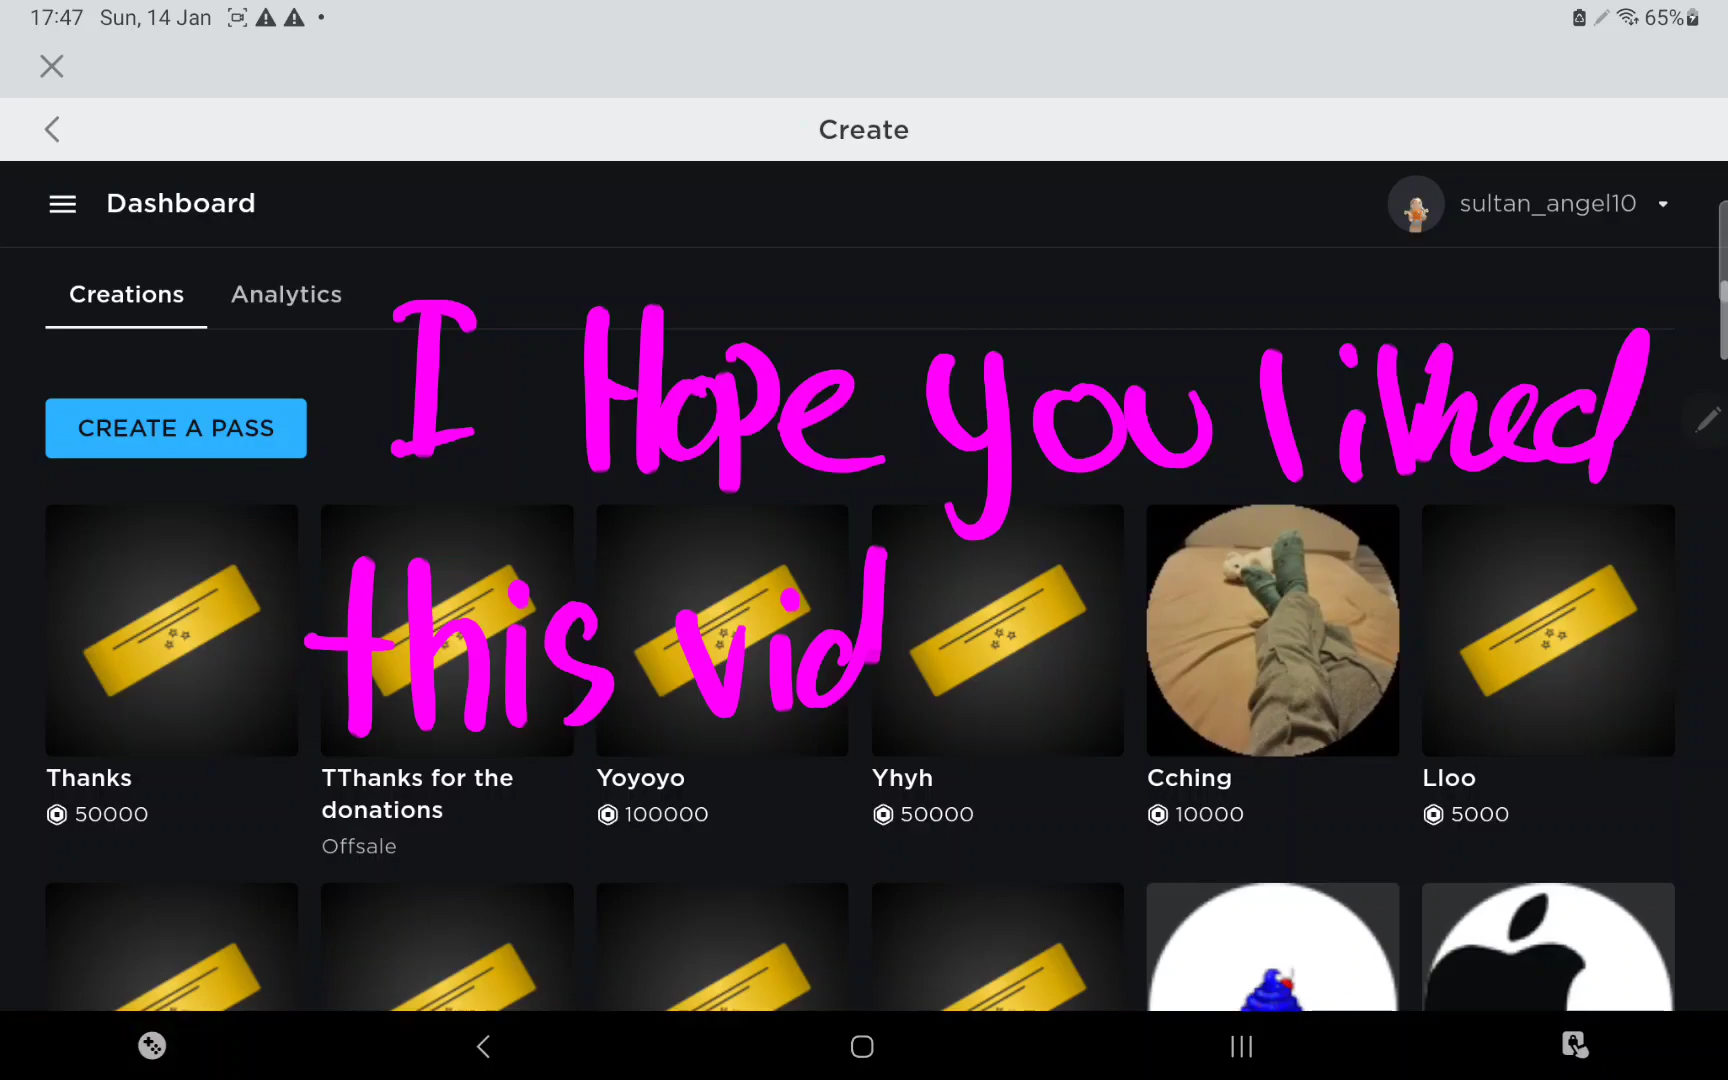 17:47 Sun, 14 Jan
65%
Create
Dashboard
sultan_angel10
Creations Analytics
I Hope you liked
CREATE A PASS
this vid
Thanks
50000
TThanks for the
donations
Offsale
Yoyoyo
100000
Yhyh
50000
Cching
10000
Lloo
5000